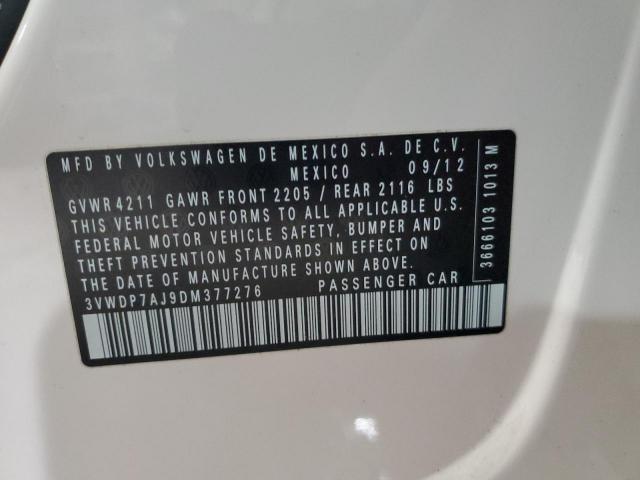 MFD BY VOLKSWAGEN DE MEXICO S.A. DE C.V.
MEXICO 09/12
GVWR 4211 GAWR FRONT 2205 / REAR 2116 LBS
THIS VEHICLE CONFORMS TO ALL APPLICABLE U.S.
FEDERAL MOTOR VEHICLE SAFETY, BUMPER AND
THEFT PREVENTION STANDARDS IN EFFECT ON
THE DATE OF MANUFACTURE SHOWN ABOVE.
3VWDP7AJ9DM377276 PASSENGER CAR
3666103 1013 M